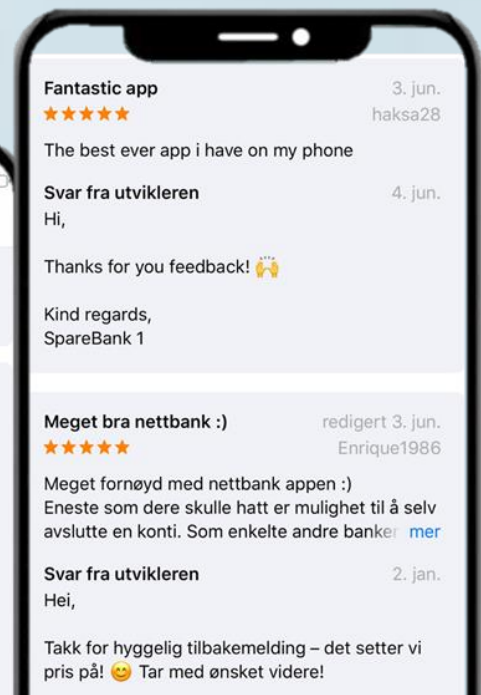 Fantastic app 3. jun.
★★★★★ haksa28
The best ever app i have on my phone
Svar fra utvikleren 4. jun.
Hi,
Thanks for you feedback! 🙌
Kind regards,
SpareBank 1
Meget bra nettbank :) redigert 3. jun.
★★★★★ Enrique1986
Meget fornøyd med nettbank appen :)
Eneste som dere skulle hatt er mulighet til å selv
avslutte en konti. Som enkelte andre banker mer
Svar fra utvikleren 2. jan.
Hei,
Takk for hyggelig tilbakemelding – det setter vi
pris på! 😊 Tar med ønsket videre!